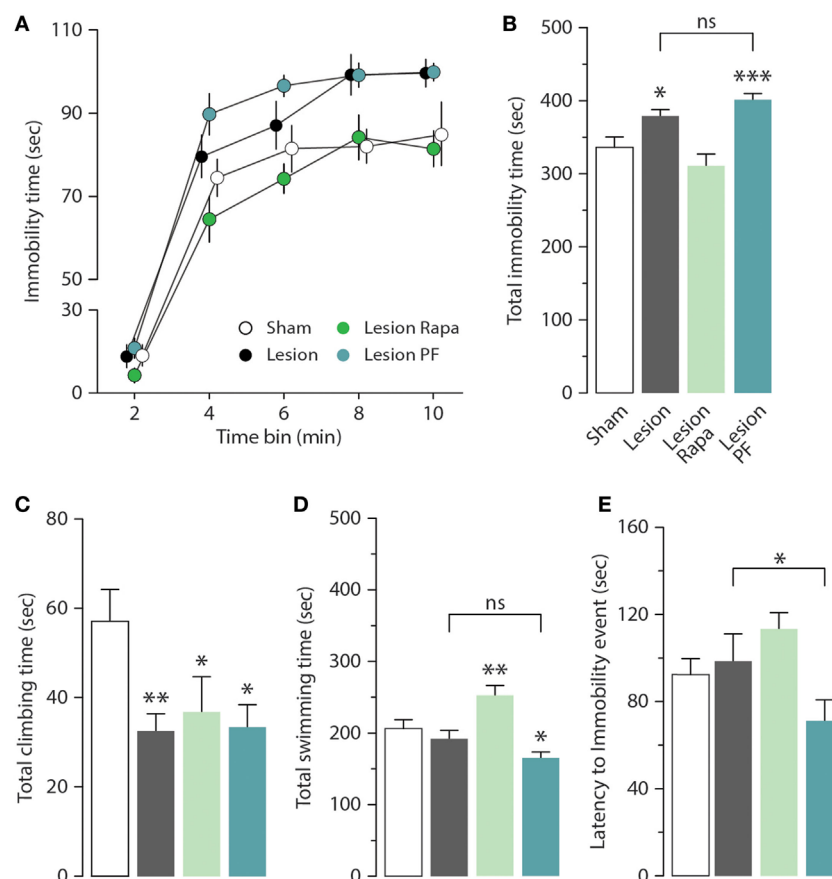 A
110
90
70
50
30
0
Immobility time (sec)
Sham
Lesion
Lesion Rapa
Lesion PF
2 4 6 8 10
Time bin (min)
B
500
400
300
200
100
0
Total immobility time (sec)
ns
*
***
Sham
Lesion
Lesion
Rapa
Lesion
PF
C
80
60
40
20
0
Total climbing time (sec)
**
*
*
D
500
400
300
250
200
100
0
Total swimming time (sec)
ns
**
*
E
160
120
80
40
0
Latency to Immobility event (sec)
*